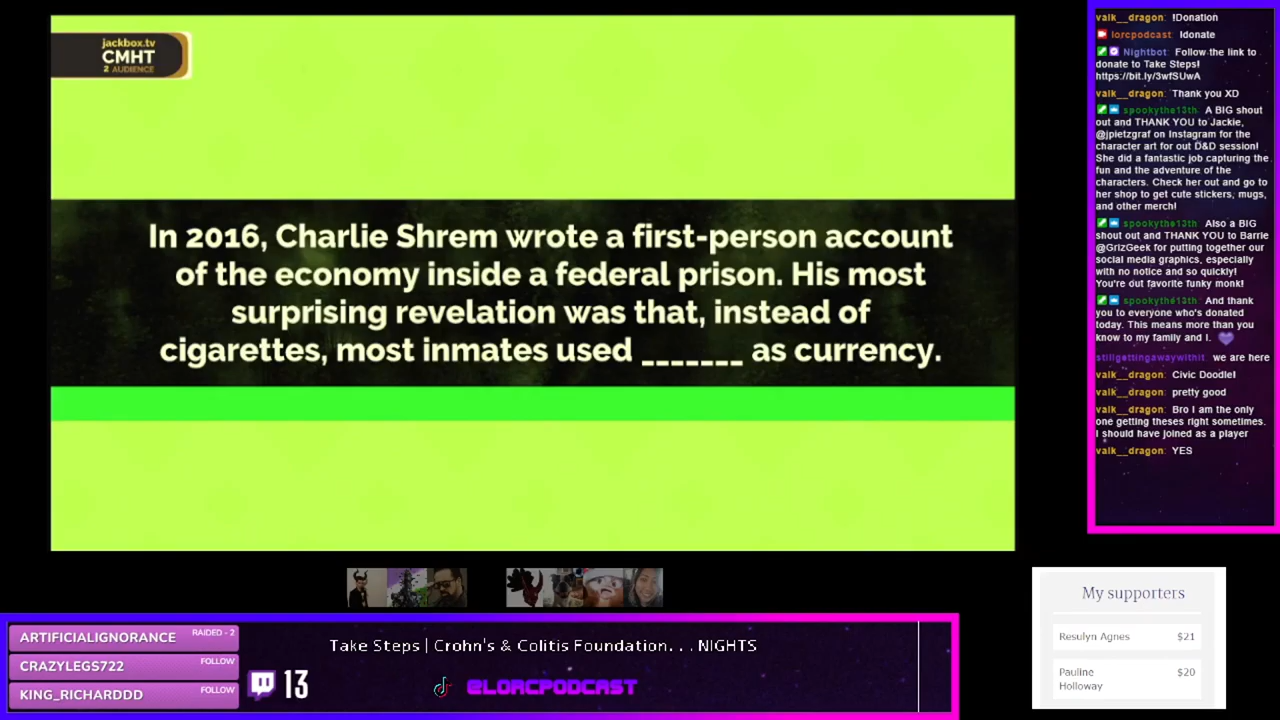 jackbox.tv
CMHT
2 AUDIENCE
In 2016, Charlie Shrem wrote a first-person account
of the economy inside a federal prison. His most
surprising revelation was that, instead of
cigarettes, most inmates used _______ as currency.
valk__dragon: !Donation
lorcpodcast: !donate
Nightbot: Follow the link to
donate to Take Steps!
https://bit.ly/3wfSUwA
valk__dragon: Thank you XD
spookythe13th: A BIG shout
out and THANK YOU to Jackie,
@jpietzgraf on Instagram for the
character art for out D&D session!
She did a fantastic job capturing the
fun and the adventure of the
characters. Check her out and go to
her shop to get cute stickers, mugs,
and other merch!
spookythe13th: Also a BIG
shout out and THANK YOU to Barrie
@GrizGeek for putting together our
social media graphics, especially
with no notice and so quickly!
You're out favorite funky monk!
spookythe13th: And thank
you to everyone who's donated
today. This means more than you
know to my family and I.
stillgettingawaywithit: we are here
valk__dragon: Civic Doodle!
valk__dragon: pretty good
valk__dragon: Bro I am the only
one getting theses right sometimes.
I should have joined as a player
valk__dragon: YES
My supporters
Resulyn Agnes $21
Pauline
Holloway $20
ARTIFICIALIGNORANCE RAIDED - 2
CRAZYLEGS722 FOLLOW
KING_RICHARDDD FOLLOW
13
Take Steps | Crohn's & Colitis Foundation. . . NIGHTS
@LORCPODCAST